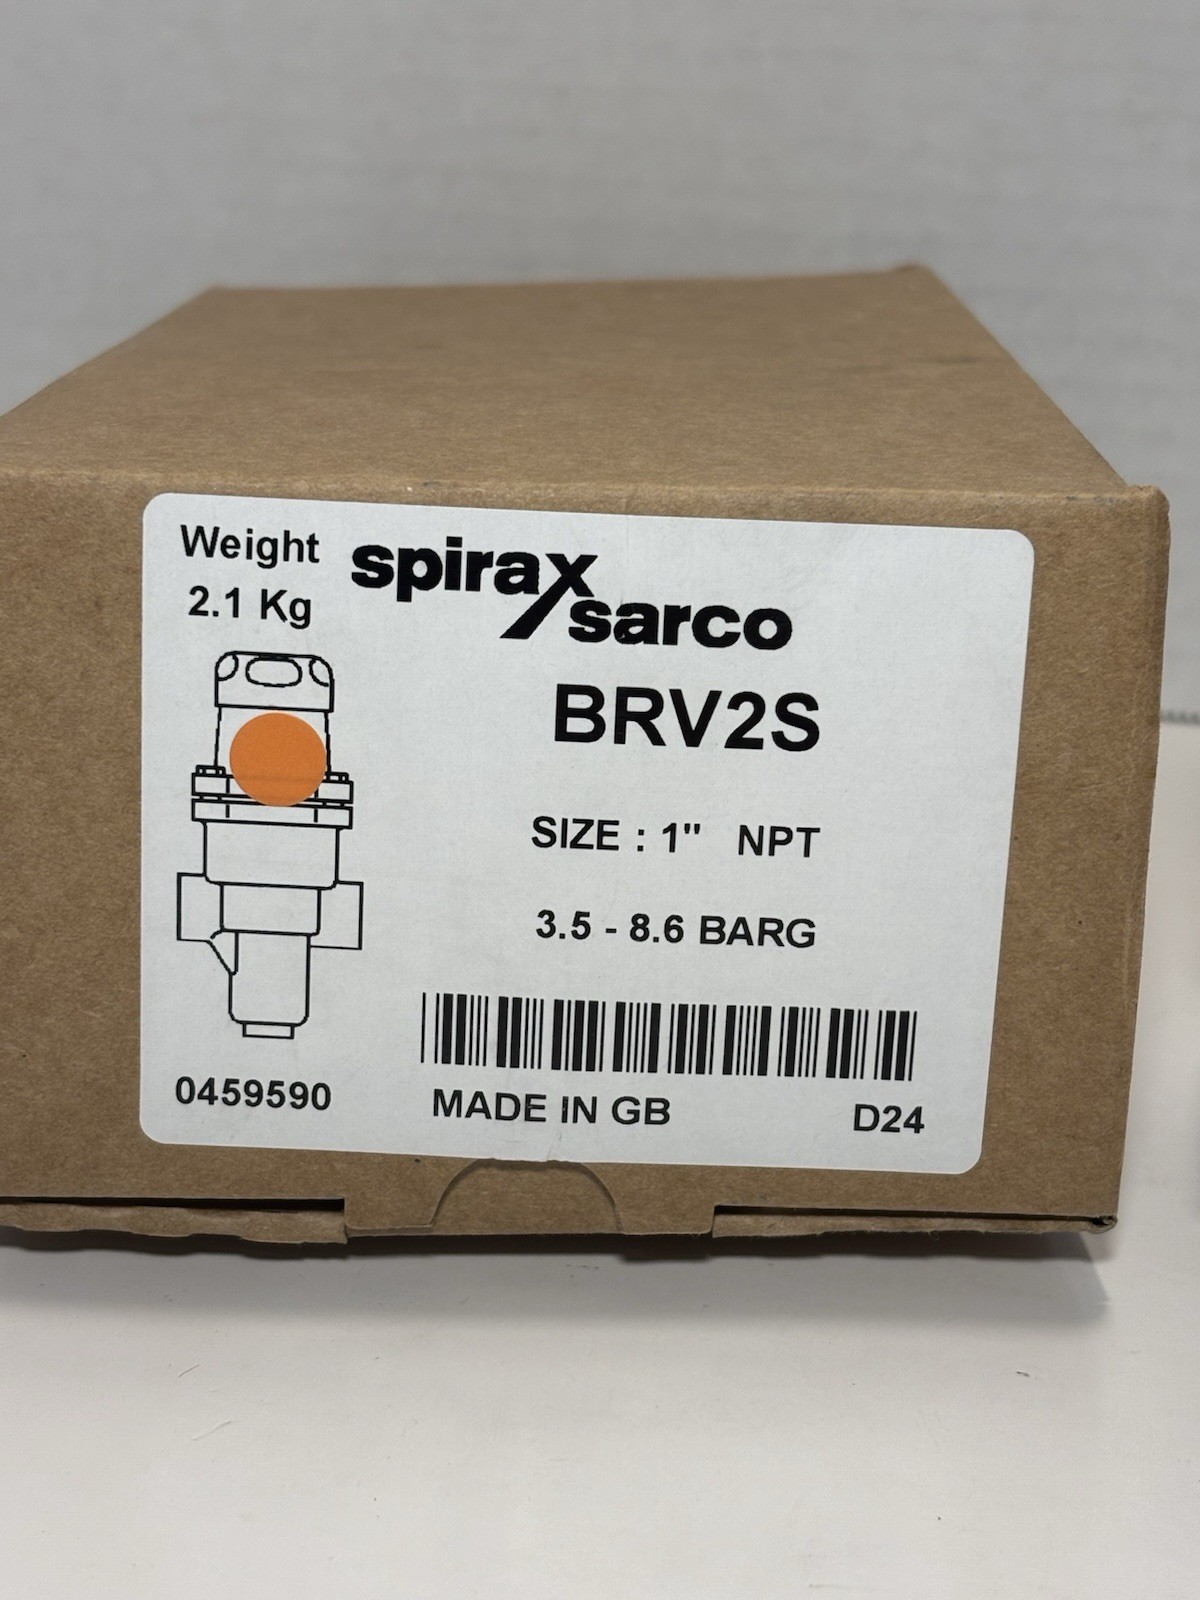 Weight
2.1 Kg
spirax
sarco
BRV2S
SIZE : 1" NPT
3.5 - 8.6 BARG
0459590
MADE IN GB
D24